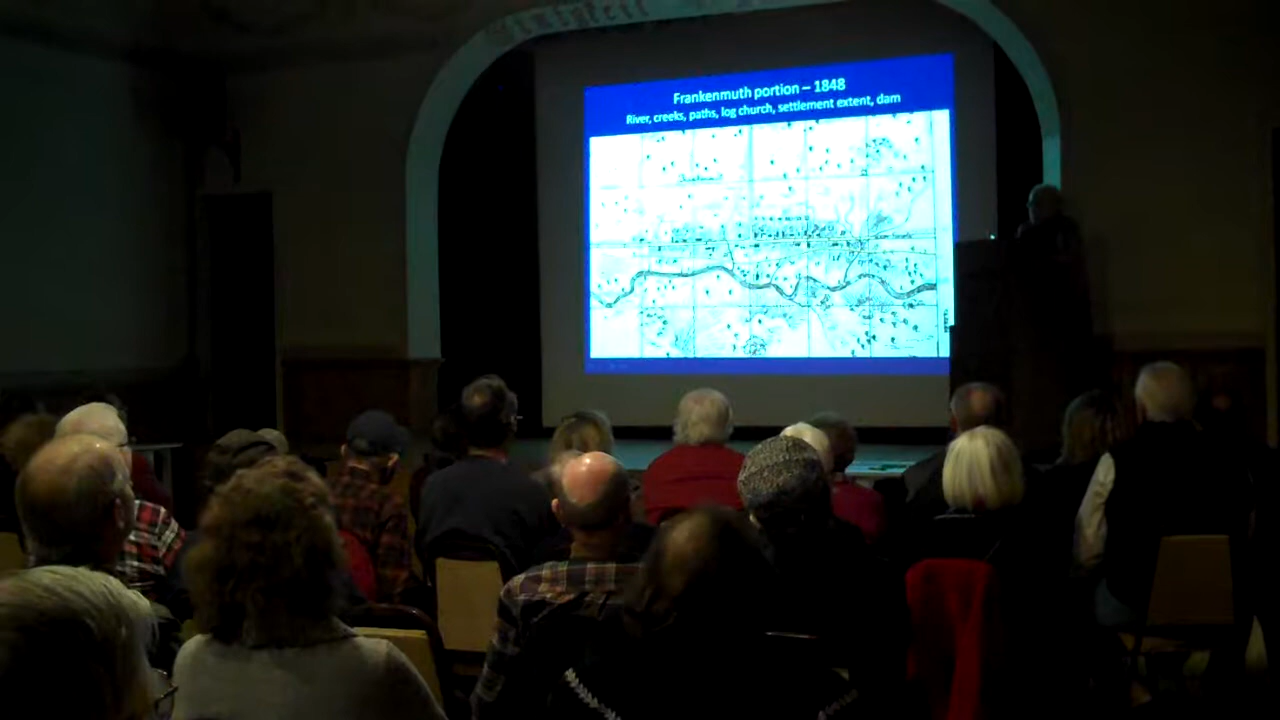 Frankenmuth portion – 1848
River, creeks, paths, log church, settlement extent, dam